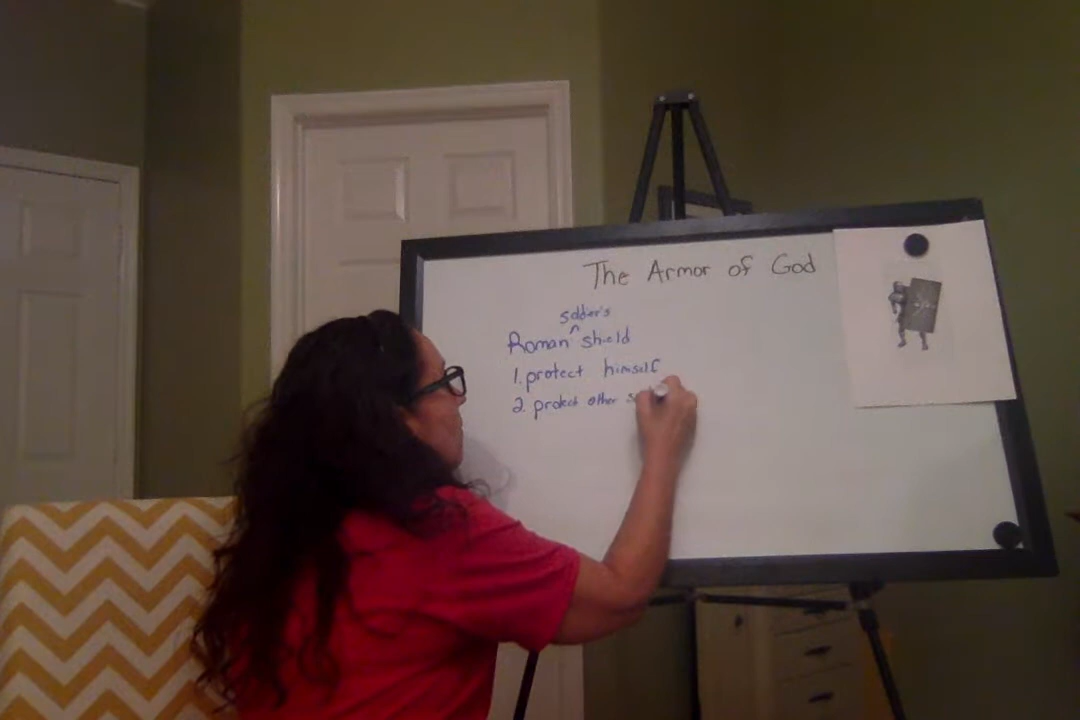 The Armor of God
soldier's
Roman ^ shield
1. protect himself
2. protect other